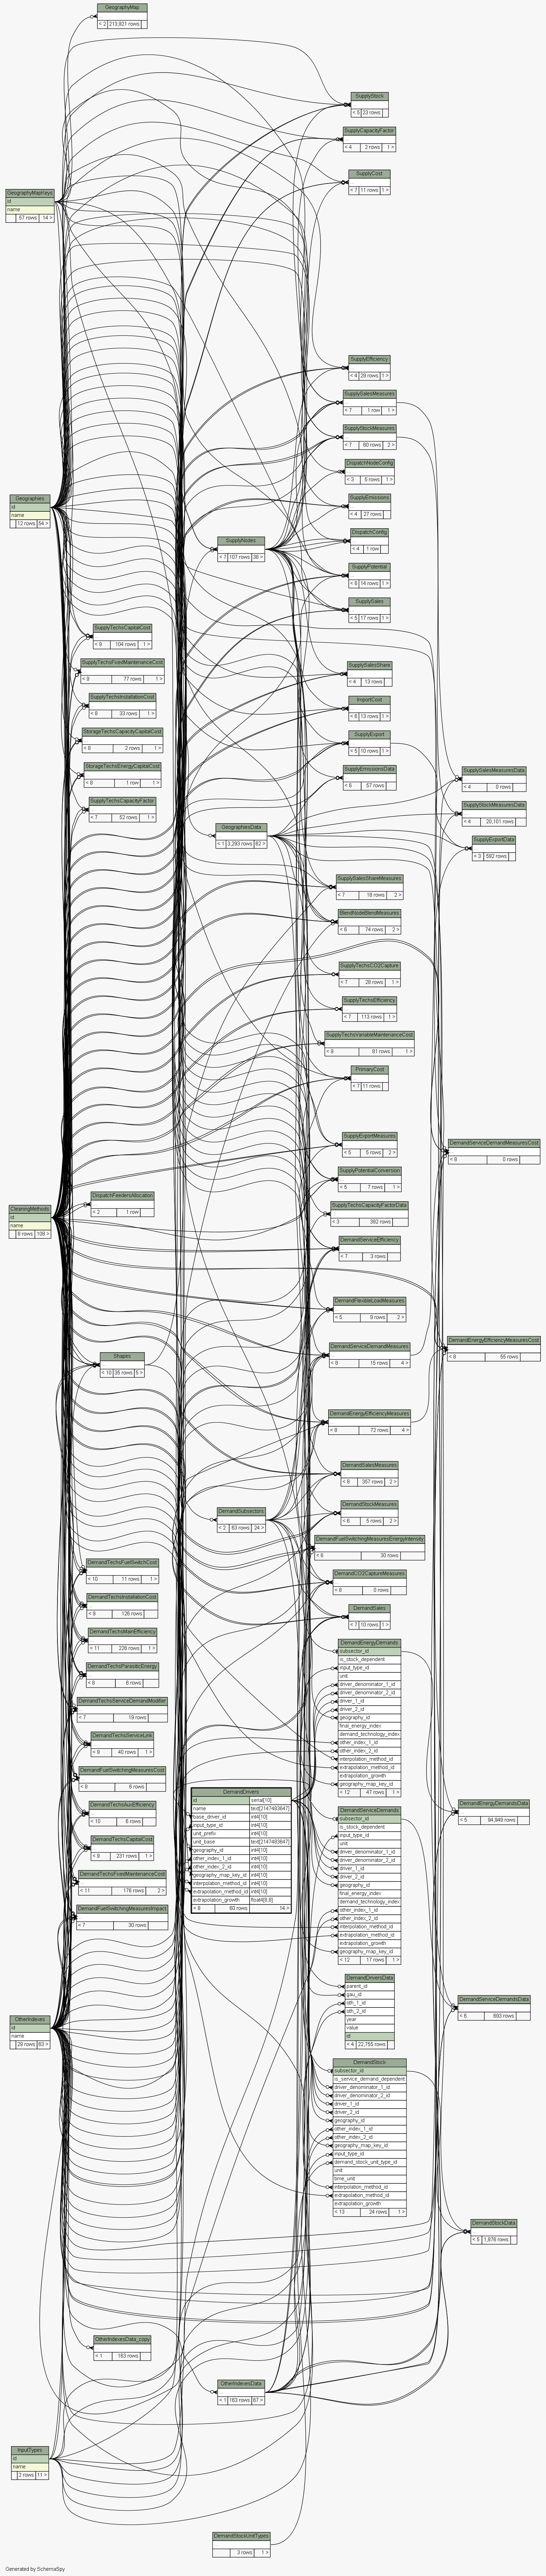 GeographyMap
...
< 2 213,921 rows
SupplyStock
...
< 5 23 rows
SupplyCapacityFactor
...
< 4 2 rows 1 >
SupplyCost
...
< 7 11 rows 1 >
GeographyMapKeys
id
name
57 rows 14 >
SupplyEfficiency
...
< 4 29 rows 1 >
SupplySalesMeasures
...
< 7 1 row 1 >
SupplyStockMeasures
...
< 7 60 rows 2 >
DispatchNodeConfig
...
< 3 5 rows 1 >
Geographies
id
name
12 rows 54 >
SupplyEmissions
...
< 4 27 rows
DispatchConfig
...
< 4 1 row
SupplyNodes
...
< 7 107 rows 38 >
SupplyPotential
...
< 6 14 rows 1 >
SupplySales
...
< 5 17 rows 1 >
SupplyTechsCapitalCost
...
< 9 104 rows 1 >
SupplyTechsFixedMaintenanceCost
...
< 8 77 rows 1 >
SupplySalesShare
...
< 4 13 rows
SupplyTechsInstallationCost
...
< 8 33 rows 1 >
ImportCost
...
< 6 13 rows 1 >
StorageTechsCapacityCapitalCost
...
< 8 2 rows 1 >
SupplyExport
...
< 5 10 rows 1 >
StorageTechsEnergyCapitalCost
...
< 8 1 row 1 >
SupplyEmissionsData
...
< 6 57 rows
SupplySalesMeasuresData
...
< 4 0 rows
SupplyTechsCapacityFactor
...
< 7 52 rows 1 >
SupplyStockMeasuresData
...
< 4 20,101 rows
GeographiesData
...
< 1 3,293 rows 62 >
SupplyExportData
...
< 3 592 rows
SupplySalesShareMeasures
...
< 7 18 rows 2 >
BlendNodeBlendMeasures
...
< 6 74 rows 2 >
SupplyTechsCO2Capture
...
< 7 28 rows 1 >
SupplyTechsEfficiency
...
< 7 113 rows 1 >
SupplyTechsVariableMaintenanceCost
...
< 9 81 rows 1 >
PrimaryCost
...
< 7 11 rows
SupplyExportMeasures
...
< 5 5 rows 2 >
DemandServiceDemandMeasuresCost
...
< 8 0 rows
SupplyPotentialConversion
...
< 5 7 rows 1 >
DispatchFeedersAllocation
...
< 2 1 row
CleaningMethods
id
name
8 rows 108 >
SupplyTechsCapacityFactorData
...
< 3 382 rows
DemandServiceEfficiency
...
< 7 3 rows
DemandFlexibleLoadMeasures
...
< 5 9 rows 2 >
DemandServiceDemandMeasures
...
< 8 15 rows 4 >
DemandEnergyEfficiencyMeasuresCost
...
< 8 55 rows
Shapes
...
< 10 35 rows 5 >
DemandEnergyEfficiencyMeasures
...
< 8 72 rows 4 >
DemandSalesMeasures
...
< 8 357 rows 2 >
DemandStockMeasures
...
< 6 5 rows 2 >
DemandSubsectors
...
< 2 63 rows 24 >
DemandFuelSwitchingMeasuresEnergyIntensity
...
< 6 30 rows
DemandTechsFuelSwitchCost
...
< 10 11 rows 1 >
DemandCO2CaptureMeasures
...
< 8 0 rows
DemandTechsInstallationCost
...
< 9 126 rows
DemandSales
...
< 7 10 rows 1 >
DemandTechsMainEfficiency
...
< 11 228 rows 1 >
DemandTechsParasiticEnergy
...
< 8 6 rows
DemandTechsServiceDemandModifier
...
< 7 19 rows
DemandTechsServiceLink
...
< 9 40 rows 1 >
DemandFuelSwitchingMeasuresCost
...
< 8 6 rows
DemandTechsAuxEfficiency
...
< 10 6 rows
DemandTechsCapitalCost
...
< 9 231 rows 1 >
DemandTechsFixedMaintenanceCost
...
< 11 176 rows 2 >
DemandFuelSwitchingMeasuresImpact
...
< 7 30 rows
DemandEnergyDemands
subsector_id
is_stock_dependent
input_type_id
unit
driver_denominator_1_id
driver_denominator_2_id
driver_1_id
driver_2_id
geography_id
final_energy_index
demand_technology_index
other_index_1_id
other_index_2_id
interpolation_method_id
extrapolation_method_id
extrapolation_growth
geography_map_key_id
< 12 47 rows 1 >
DemandDrivers
id serial[10]
name text[2147483647]
base_driver_id int4[10]
input_type_id int4[10]
unit_prefix int4[10]
unit_base text[2147483647]
geography_id int4[10]
other_index_1_id int4[10]
other_index_2_id int4[10]
geography_map_key_id int4[10]
interpolation_method_id int4[10]
extrapolation_method_id int4[10]
extrapolation_growth float4[8,8]
< 8 60 rows 14 >
DemandEnergyDemandsData
...
< 5 94,949 rows
DemandServiceDemands
subsector_id
is_stock_dependent
input_type_id
unit
driver_denominator_1_id
driver_denominator_2_id
driver_1_id
driver_2_id
geography_id
final_energy_index
demand_technology_index
other_index_1_id
other_index_2_id
interpolation_method_id
extrapolation_method_id
extrapolation_growth
geography_map_key_id
< 12 17 rows 1 >
DemandDriversData
parent_id
gau_id
oth_1_id
oth_2_id
year
value
id
< 4 22,755 rows
DemandServiceDemandsData
...
< 6 693 rows
OtherIndexes
id
name
29 rows 83 >
DemandStock
subsector_id
is_service_demand_dependent
driver_denominator_1_id
driver_denominator_2_id
driver_1_id
driver_2_id
geography_id
other_index_1_id
other_index_2_id
geography_map_key_id
input_type_id
demand_stock_unit_type_id
unit
time_unit
interpolation_method_id
extrapolation_method_id
extrapolation_growth
< 13 24 rows 1 >
DemandStockData
...
< 5 1,876 rows
OtherIndexesData_copy
...
< 1 163 rows
OtherIndexesData
...
< 1 163 rows 67 >
InputTypes
id
name
2 rows 11 >
DemandStockUnitTypes
...
3 rows 1 >
Generated by SchemaSpy